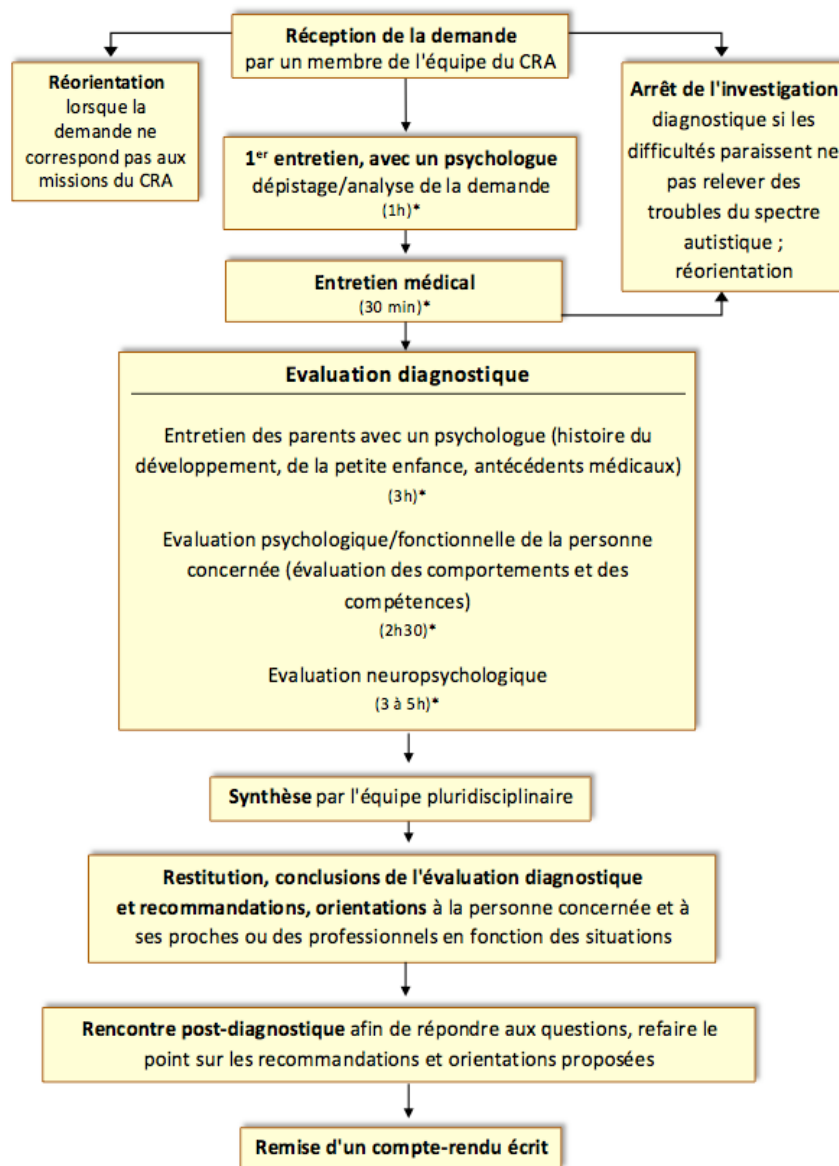 Réception de la demande
par un membre de l'équipe du CRA
Réorientation
lorsque la
demande ne
correspond pas aux
missions du CRA
Arrêt de l'investigation
diagnostique si les
difficultés paraissent ne
pas relever des
troubles du spectre
autistique ;
réorientation
1er entretien, avec un psychologue
dépistage/analyse de la demande
(1h)*
Entretien médical
(30 min)*
Evaluation diagnostique
Entretien des parents avec un psychologue (histoire du
développement, de la petite enfance, antécédents médicaux)
(3h)*
Evaluation psychologique/fonctionnelle de la personne
concernée (évaluation des comportements et des
compétences)
(2h30)*
Evaluation neuropsychologique
(3 à 5h)*
Synthèse par l'équipe pluridisciplinaire
Restitution, conclusions de l'évaluation diagnostique
et recommandations, orientations à la personne concernée et à
ses proches ou des professionnels en fonction des situations
Rencontre post-diagnostique afin de répondre aux questions, refaire le
point sur les recommandations et orientations proposées
Remise d'un compte-rendu écrit